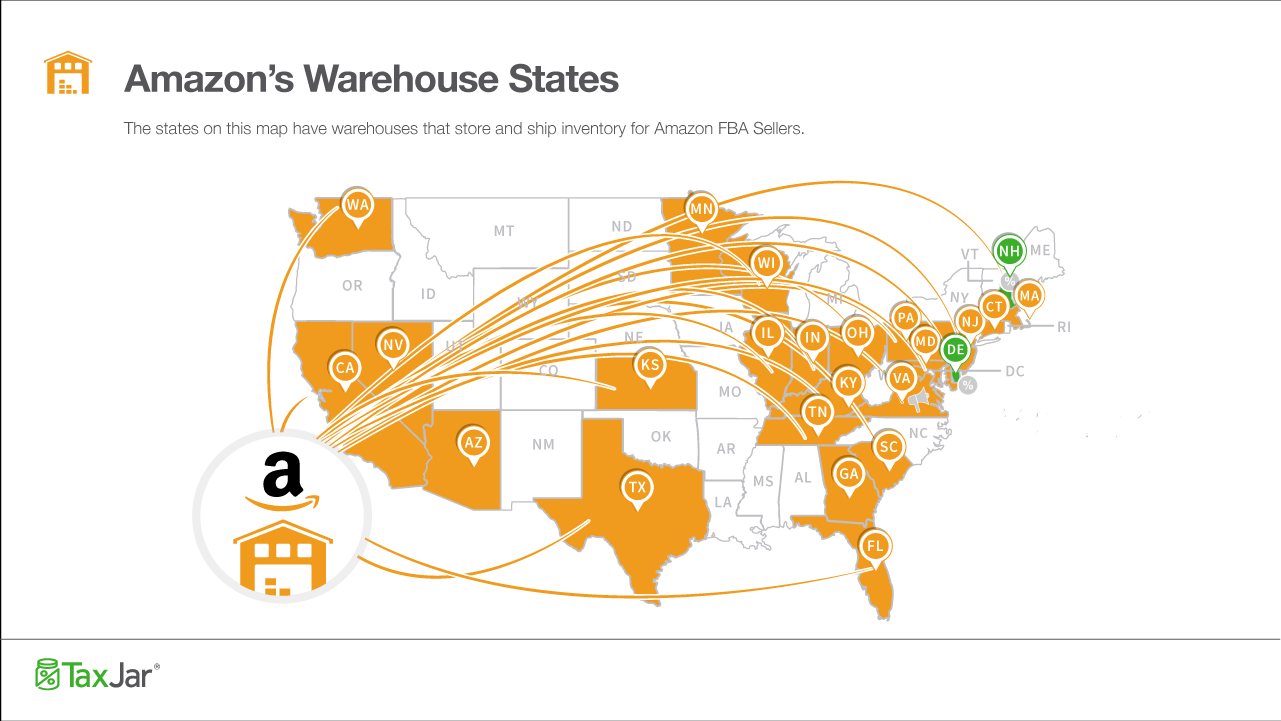 Amazon's Warehouse States
The states on this map have warehouses that store and ship inventory for Amazon FBA Sellers.
WA
MN
MT
ND
NH
ME
VT
WI
SD
OR
ID
WY
MI
NY
%
MA
CT
NJ
RI
PA
OH
IL
IN
IA
NV
UT
NE
MD
DE
DC
CA
CO
KS
MO
KY
VA
W
%
TN
AZ
NM
OK
AR
NC
SC
GA
TX
MS
AL
LA
FL
a
TaxJar®